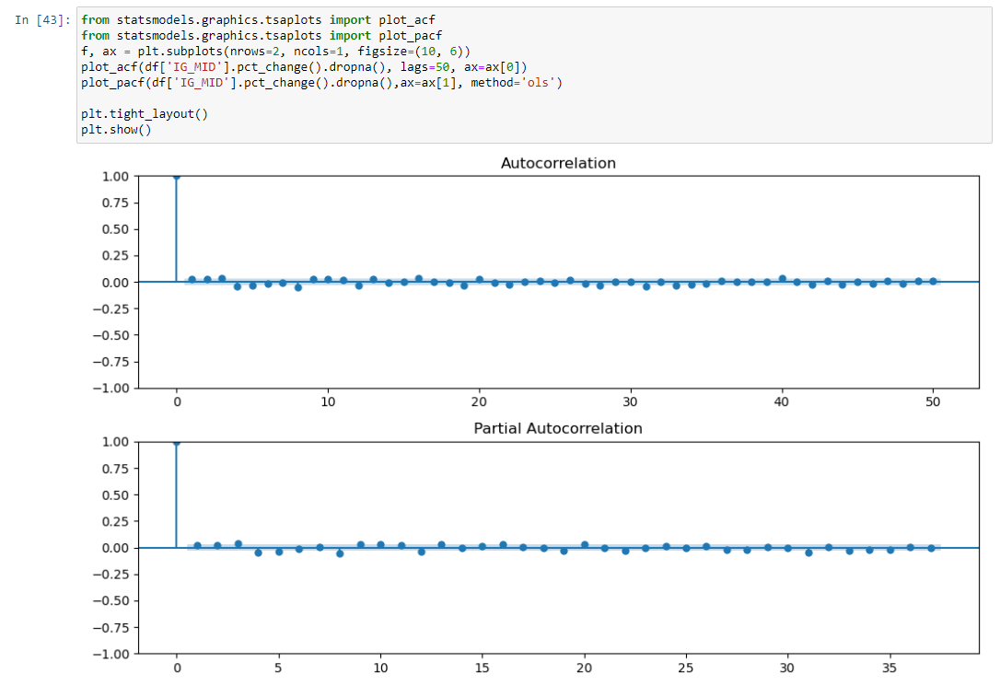 In [43]: from statsmodels.graphics.tsaplots import plot_acf
from statsmodels.graphics.tsaplots import plot_pacf
f, ax = plt.subplots(nrows=2, ncols=1, figsize=(10, 6))
plot_acf(df['IG_MID'].pct_change().dropna(), lags=50, ax=ax[0])
plot_pacf(df['IG_MID'].pct_change().dropna(),ax=ax[1], method='ols')
plt.tight_layout()
plt.show()
Autocorrelation
1.00
0.75
0.50
0.25
0.00
−0.25
−0.50
−0.75
−1.00
0 10 20 30 40 50
Partial Autocorrelation
1.00
0.75
0.50
0.25
0.00
−0.25
−0.50
−0.75
−1.00
0 5 10 15 20 25 30 35